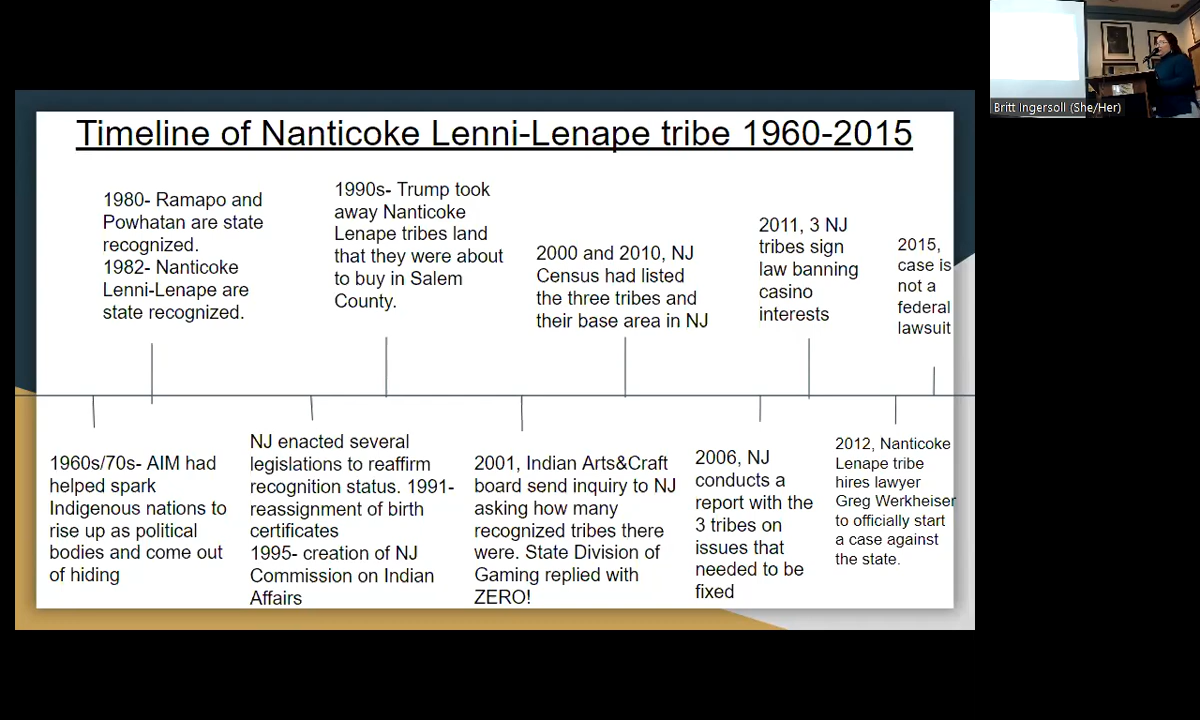 Timeline of Nanticoke Lenni-Lenape tribe 1960-2015
1980- Ramapo and
Powhatan are state
recognized.
1982- Nanticoke
Lenni-Lenape are
state recognized.
1990s- Trump took
away Nanticoke
Lenape tribes land
that they were about
to buy in Salem
County.
2000 and 2010, NJ
Census had listed
the three tribes and
their base area in NJ
2011, 3 NJ
tribes sign
law banning
casino
interests
2015,
case is
not a
federal
lawsuit
1960s/70s- AIM had
helped spark
Indigenous nations to
rise up as political
bodies and come out
of hiding
NJ enacted several
legislations to reaffirm
recognition status. 1991-
reassignment of birth
certificates
1995- creation of NJ
Commission on Indian
Affairs
2001, Indian Arts&Craft
board send inquiry to NJ
asking how many
recognized tribes there
were. State Division of
Gaming replied with
ZERO!
2006, NJ
conducts a
report with the
3 tribes on
issues that
needed to be
fixed
2012, Nanticoke
Lenape tribe
hires lawyer
Greg Werkheiser
to officially start
a case against
the state.
Britt Ingersoll (She/Her)